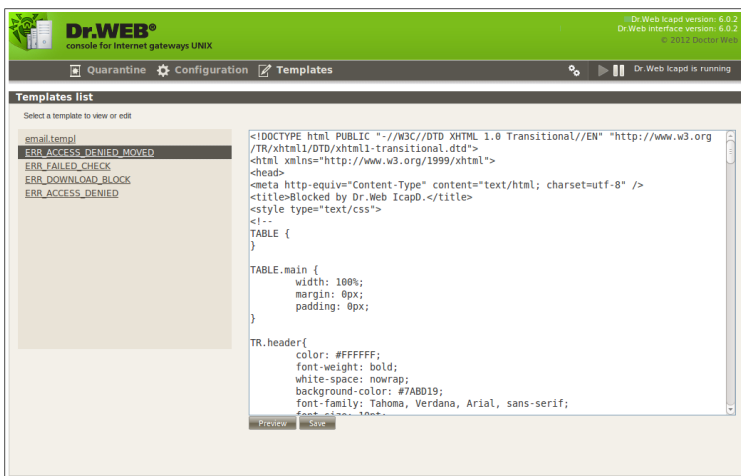 Dr.WEB®
console for Internet gateways UNIX
Dr.Web Icapd version: 6.0.2
Dr.Web interface version: 6.0.2
© 2012 Doctor Web
Quarantine Configuration Templates
Dr.Web Icapd is running
Templates list
Select a template to view or edit
email.templ
ERR_ACCESS_DENIED_MOVED
ERR_FAILED_CHECK
ERR_DOWNLOAD_BLOCK
ERR_ACCESS_DENIED
<!DOCTYPE html PUBLIC "-//W3C//DTD XHTML 1.0 Transitional//EN" "http://www.w3.org
/TR/xhtml1/DTD/xhtml1-transitional.dtd">
<html xmlns="http://www.w3.org/1999/xhtml">
<head>
<meta http-equiv="Content-Type" content="text/html; charset=utf-8" />
<title>Blocked by Dr.Web IcapD.</title>
<style type="text/css">
<!--
TABLE {
}
TABLE.main {
width: 100%;
margin: 0px;
padding: 0px;
}
TR.header{
color: #FFFFFF;
font-weight: bold;
white-space: nowrap;
background-color: #7ABD19;
font-family: Tahoma, Verdana, Arial, sans-serif;
font-size: 10pt;
Preview Save